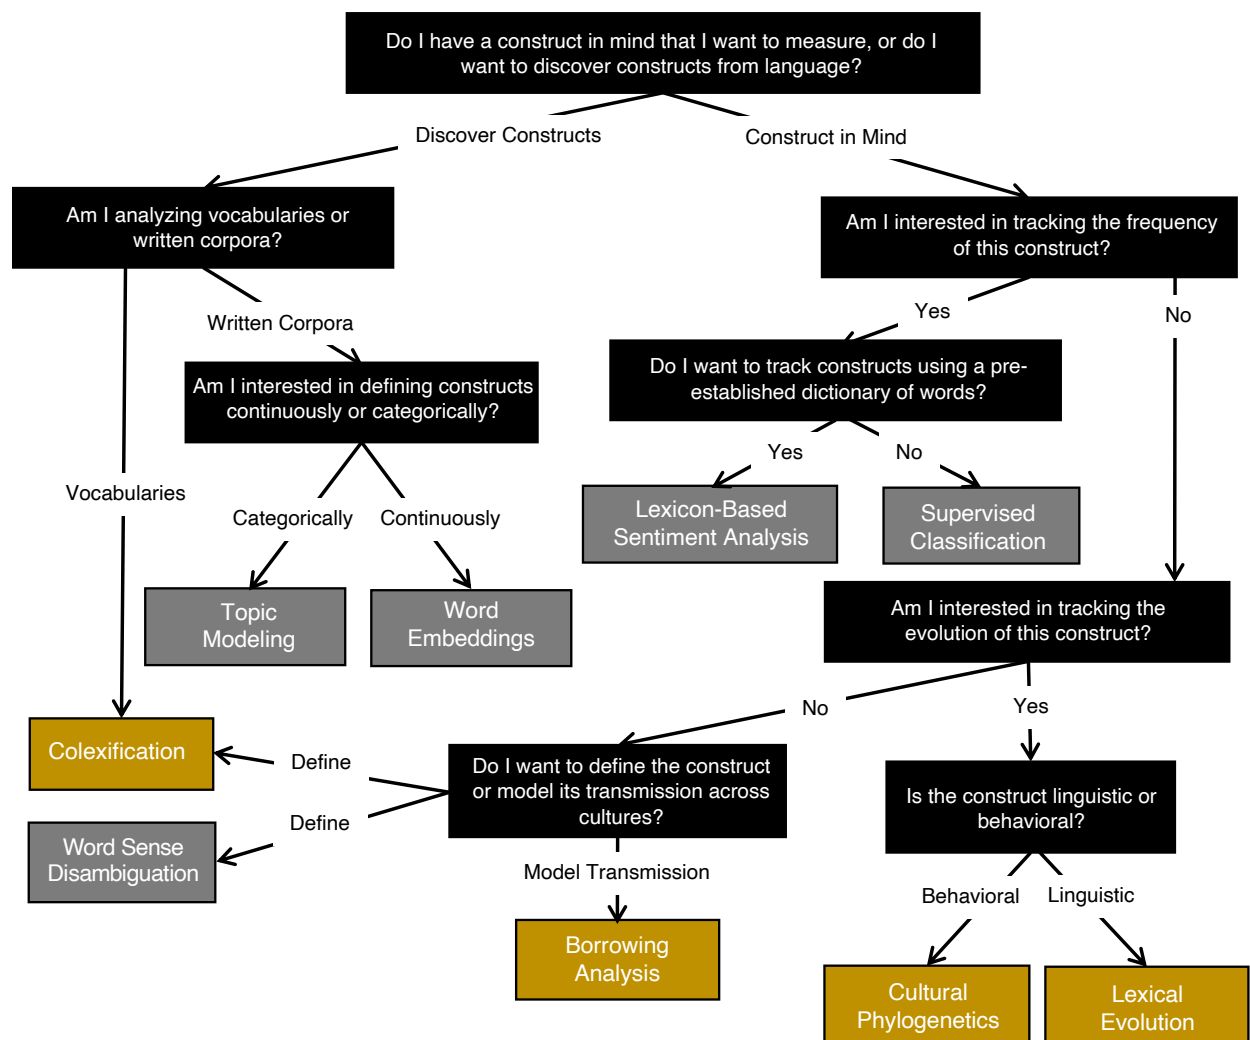 Do I have a construct in mind that I want to measure, or do I
want to discover constructs from language?
Discover Constructs
Construct in Mind
Am I analyzing vocabularies or
written corpora?
Am I interested in tracking the frequency
of this construct?
Written Corpora
Yes
No
Do I want to track constructs using a pre-
established dictionary of words?
Am I interested in defining constructs
continuously or categorically?
Yes
No
Vocabularies
Categorically
Continuously
Lexicon-Based
Sentiment Analysis
Supervised
Classification
Topic
Modeling
Word
Embeddings
Am I interested in tracking the
evolution of this construct?
No
Yes
Colexification
Define
Define
Do I want to define the construct
or model its transmission across
cultures?
Is the construct linguistic or
behavioral?
Word Sense
Disambiguation
Model Transmission
Behavioral
Linguistic
Borrowing
Analysis
Cultural
Phylogenetics
Lexical
Evolution